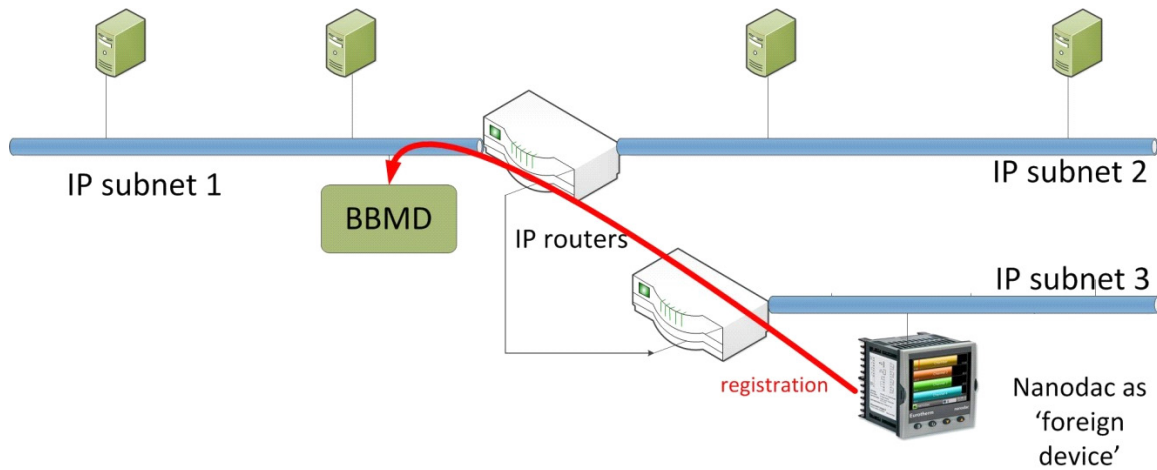 IP subnet 1
IP subnet 2
BBMD
IP routers
IP subnet 3
registration
Nanodac as
‘foreign
device’